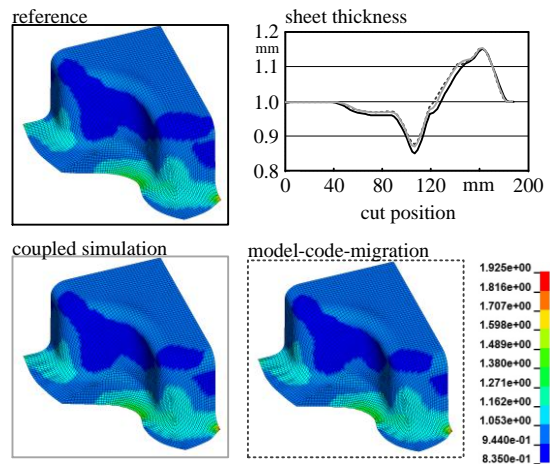 reference
sheet thickness
1.2
mm
1.1
1.0
0.9
0.8
0 40 80 120 mm 200
cut position
coupled simulation
model-code-migration
1.925e+00
1.816e+00
1.707e+00
1.598e+00
1.489e+00
1.380e+00
1.271e+00
1.162e+00
1.053e+00
9.440e-01
8.350e-01